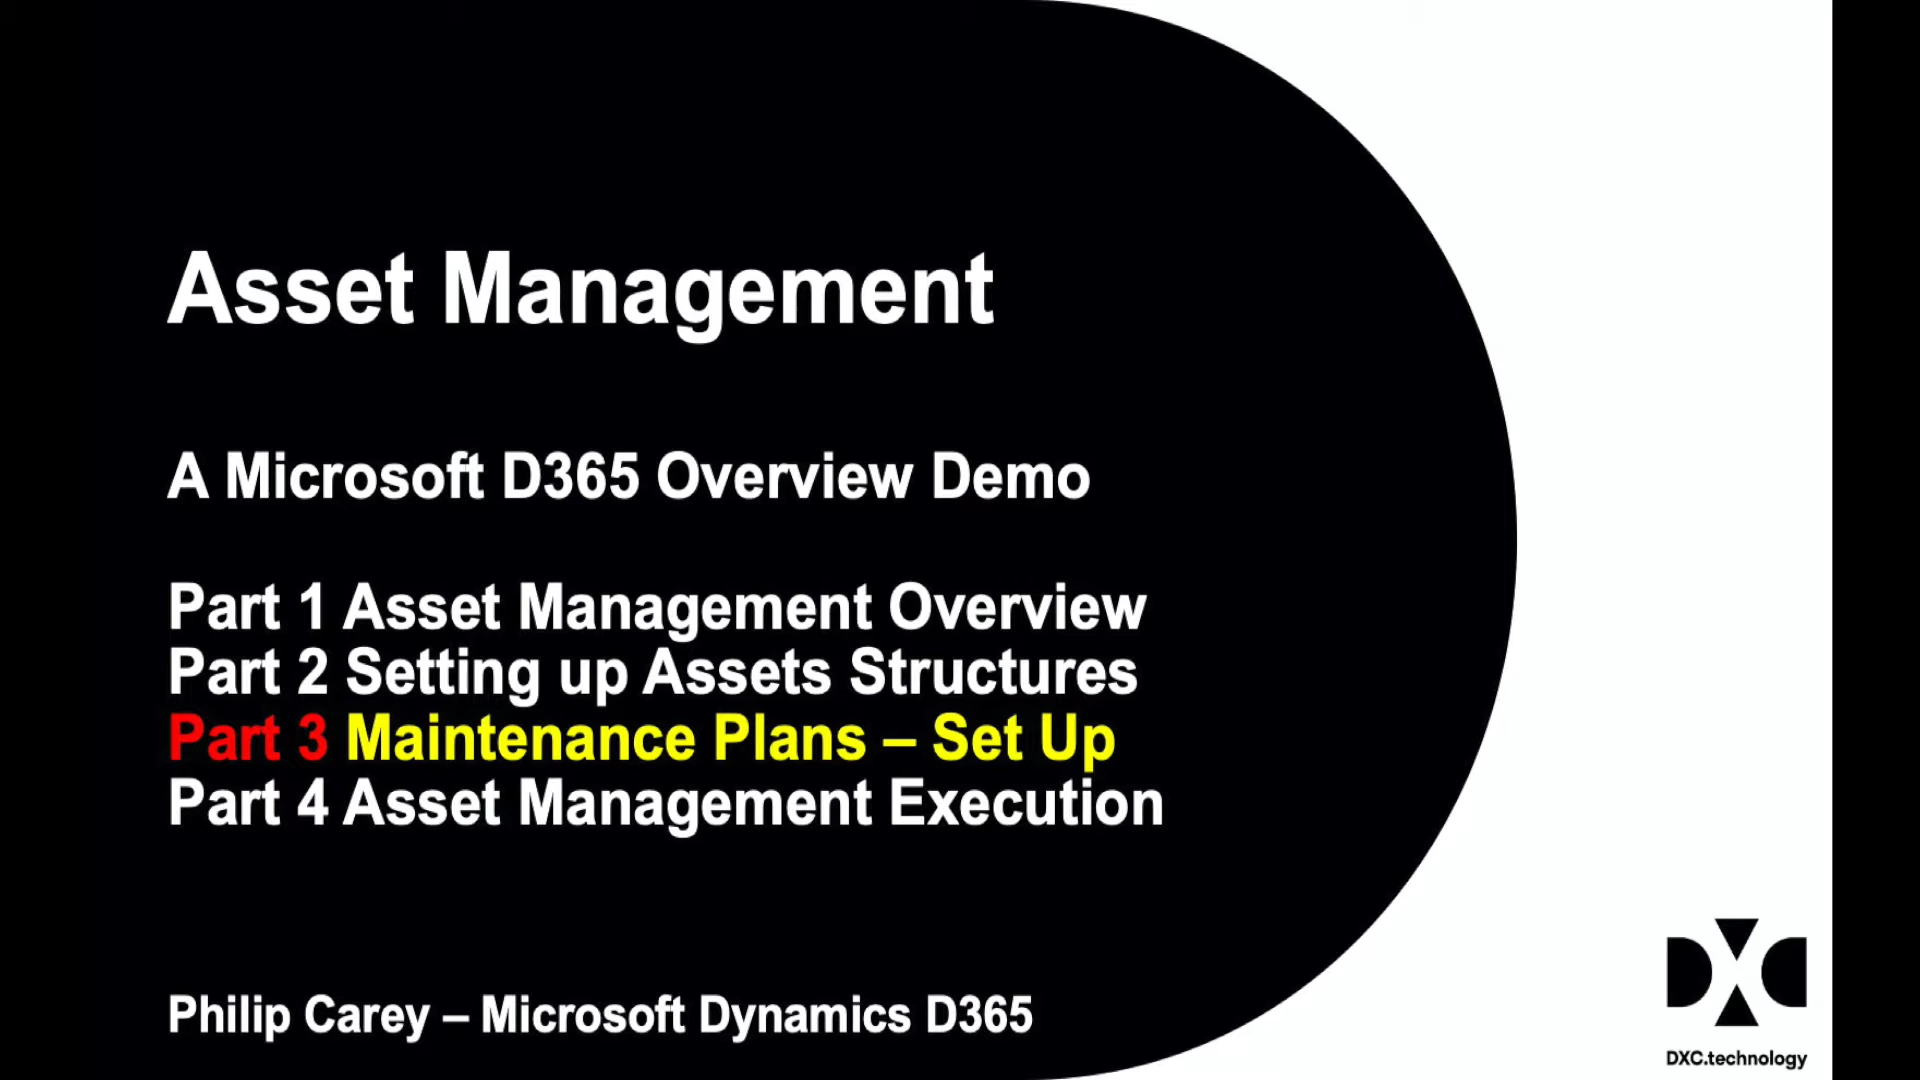 Asset Management
A Microsoft D365 Overview Demo
Part 1 Asset Management Overview
Part 2 Setting up Assets Structures
Part 3 Maintenance Plans – Set Up
Part 4 Asset Management Execution
Philip Carey – Microsoft Dynamics D365
DXC
DXC.technology